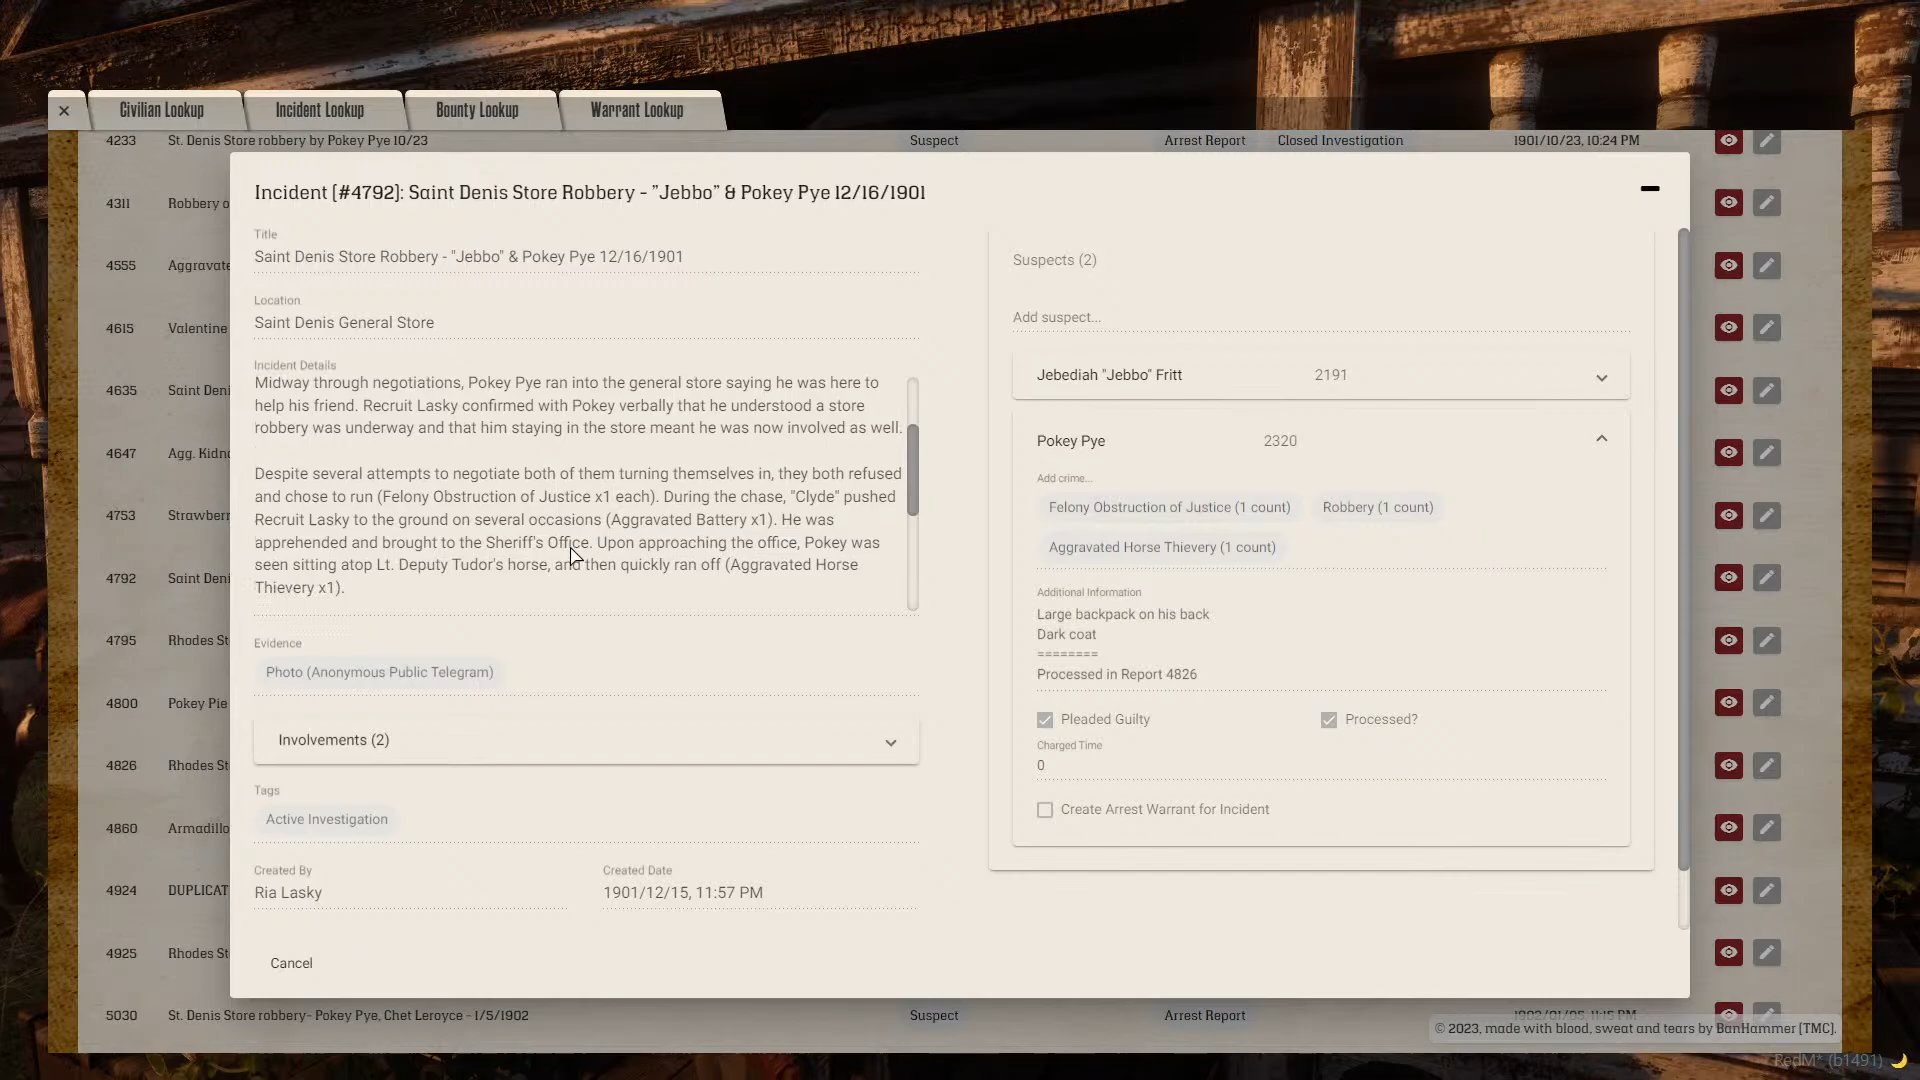 Civilian Lookup
Incident Lookup
Bounty Lookup
Warrant Lookup
4233 St. Denis Store robbery by Pokey Pye 10/23 Suspect Arrest Report Closed Investigation 1901/10/23, 10:24 PM
4311 Robbery o
4555 Aggravate
4615 Valentine
4635 Saint Deni
4647 Agg. Kidn
4753 Strawberr
4792 Saint Deni
4795 Rhodes St
4800 Pokey Pie
4826 Rhodes St
4860 Armadillo
4924 DUPLICAT
4925 Rhodes St
5030 St. Denis Store robbery- Pokey Pye, Chet Leroyce - 1/5/1902 Suspect Arrest Report 1902/01/05, 11:15 PM
Incident [#4792]: Saint Denis Store Robbery - "Jebbo" & Pokey Pye 12/16/1901
Title
Saint Denis Store Robbery - "Jebbo" & Pokey Pye 12/16/1901
Location
Saint Denis General Store
Incident Details
Midway through negotiations, Pokey Pye ran into the general store saying he was here to
help his friend. Recruit Lasky confirmed with Pokey verbally that he understood a store
robbery was underway and that him staying in the store meant he was now involved as well.
Despite several attempts to negotiate both of them turning themselves in, they both refused
and chose to run (Felony Obstruction of Justice x1 each). During the chase, "Clyde" pushed
Recruit Lasky to the ground on several occasions (Aggravated Battery x1). He was
apprehended and brought to the Sheriff's Office. Upon approaching the office, Pokey was
seen sitting atop Lt. Deputy Tudor's horse, and then quickly ran off (Aggravated Horse
Thievery x1).
Evidence
Photo (Anonymous Public Telegram)
Involvements (2)
Tags
Active Investigation
Created By
Ria Lasky
Created Date
1901/12/15, 11:57 PM
Cancel
Suspects (2)
Add suspect...
Jebediah "Jebbo" Fritt 2191
Pokey Pye 2320
Add crime...
Felony Obstruction of Justice (1 count) Robbery (1 count)
Aggravated Horse Thievery (1 count)
Additional Information
Large backpack on his back
Dark coat
========
Processed in Report 4826
Pleaded Guilty
Processed?
Charged Time
0
Create Arrest Warrant for Incident
© 2023, made with blood, sweat and tears by BanHammer [TMC].
RedM* (b1491)